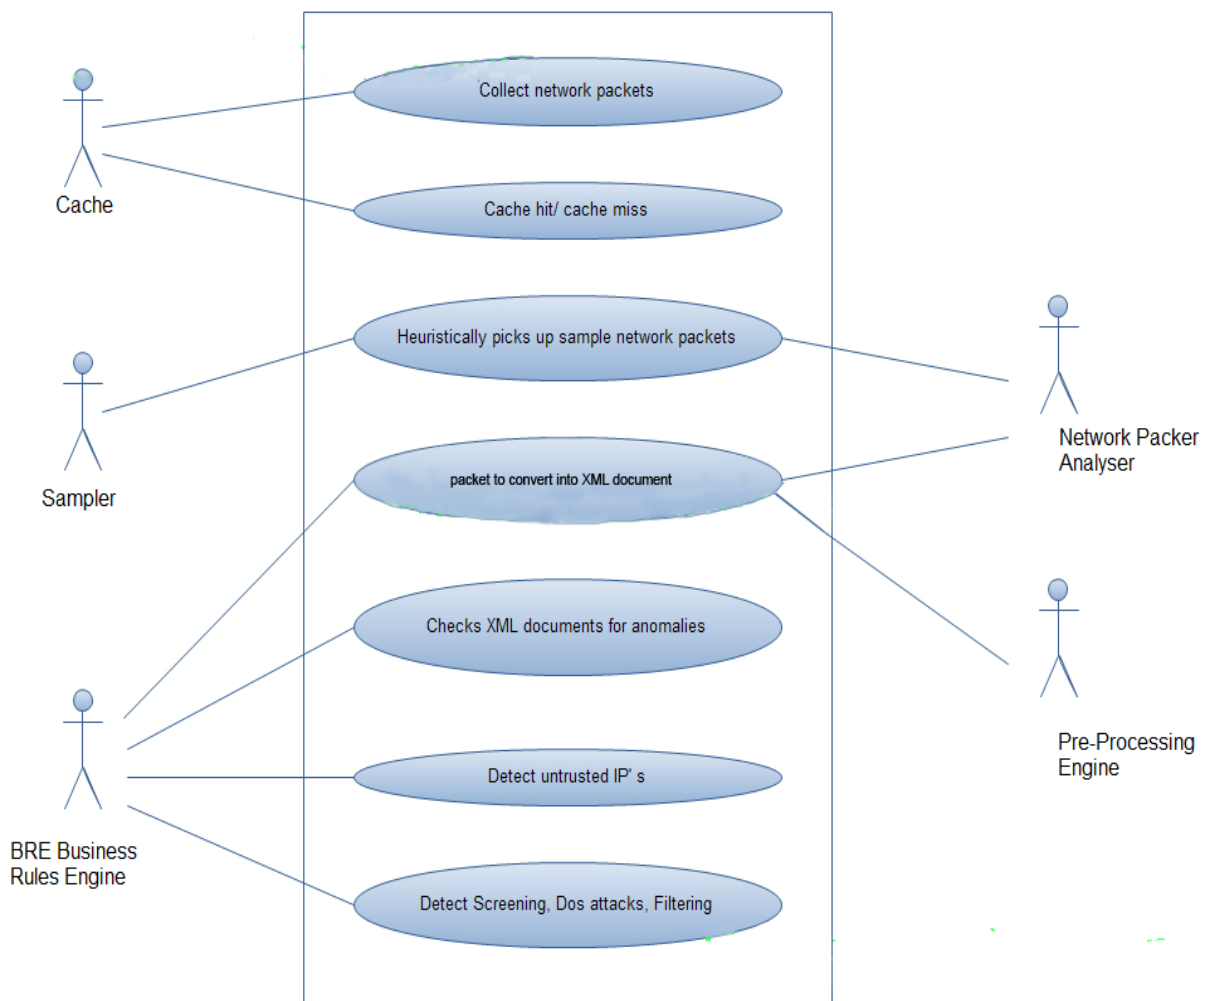 Collect network packets
Cache
Cache hit/ cache miss
Heuristically picks up sample network packets
Sampler
Network Packer
Analyser
packet to convert into XML document
Checks XML documents for anomalies
Pre-Processing
Engine
Detect untrusted IP' s
BRE Business
Rules Engine
Detect Screening, Dos attacks, Filtering